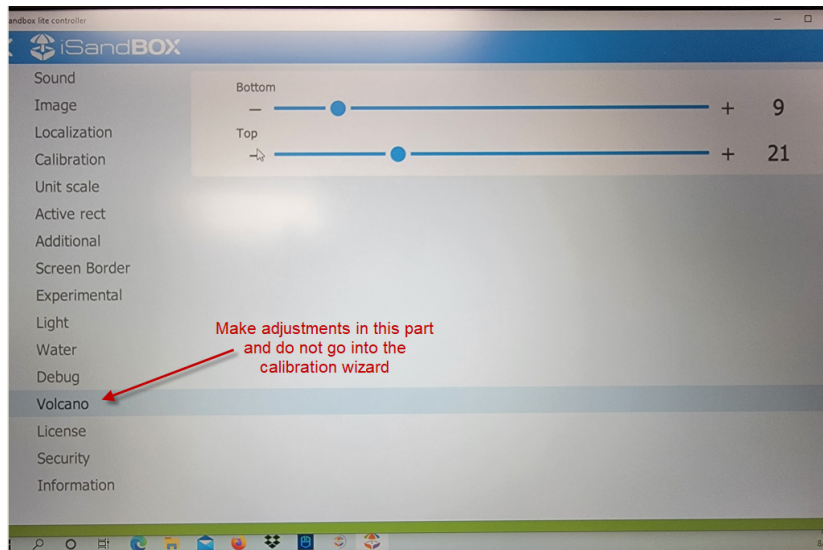 andbox lite controller
iSandBOX
Sound
Image
Localization
Calibration
Unit scale
Active rect
Additional
Screen Border
Experimental
Light
Water
Debug
Volcano
License
Security
Information
Bottom
− + 9
Top
− + 21
Make adjustments in this part
and do not go into the
calibration wizard